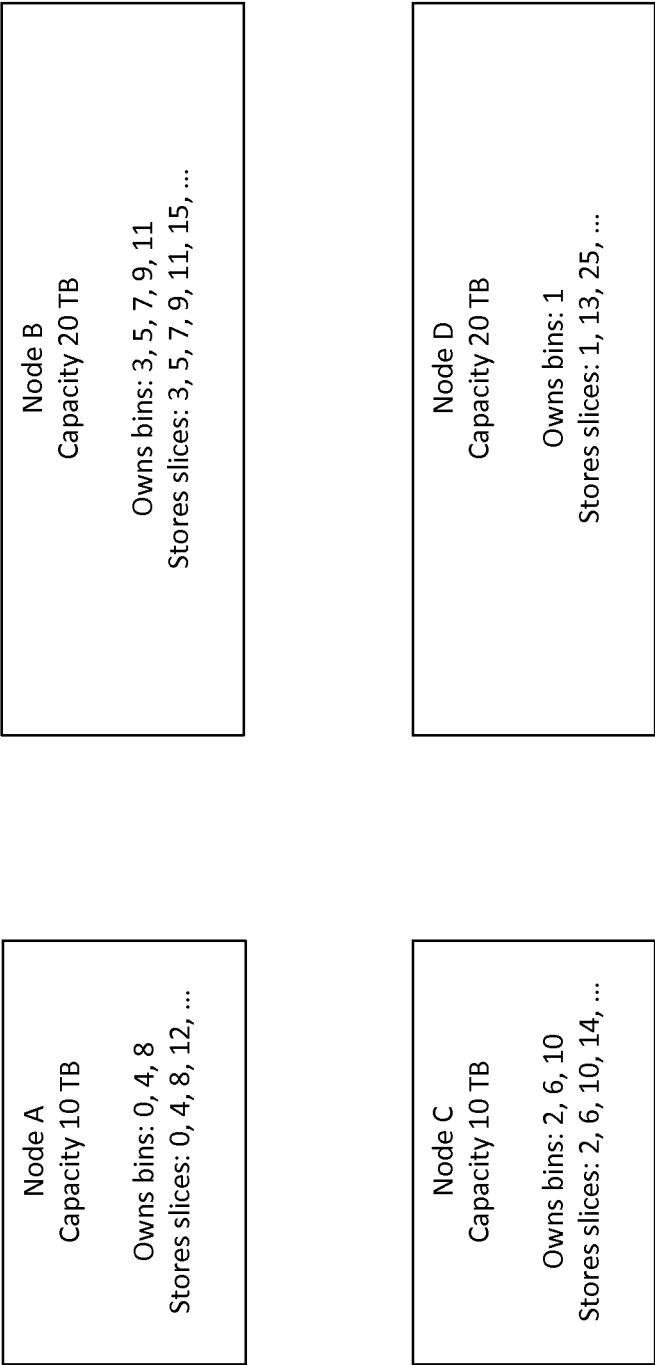 Node A
Capacity 10 TB
Owns bins: 0, 4, 8
Stores slices: 0, 4, 8, 12, ...
Node B
Capacity 20 TB
Owns bins: 3, 5, 7, 9, 11
Stores slices: 3, 5, 7, 9, 11, 15, ...
Node C
Capacity 10 TB
Owns bins: 2, 6, 10
Stores slices: 2, 6, 10, 14, ...
Node D
Capacity 20 TB
Owns bins: 1
Stores slices: 1, 13, 25, ...